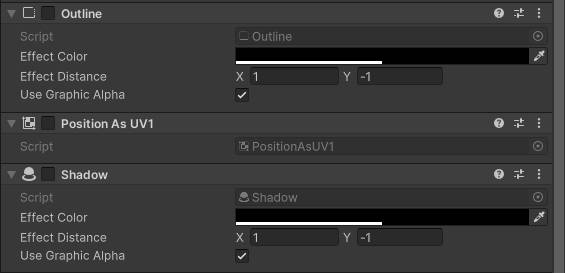 Outline
Script Outline
Effect Color
Effect Distance X 1 Y -1
Use Graphic Alpha
Position As UV1
Script PositionAsUV1
Shadow
Script Shadow
Effect Color
Effect Distance X 1 Y -1
Use Graphic Alpha